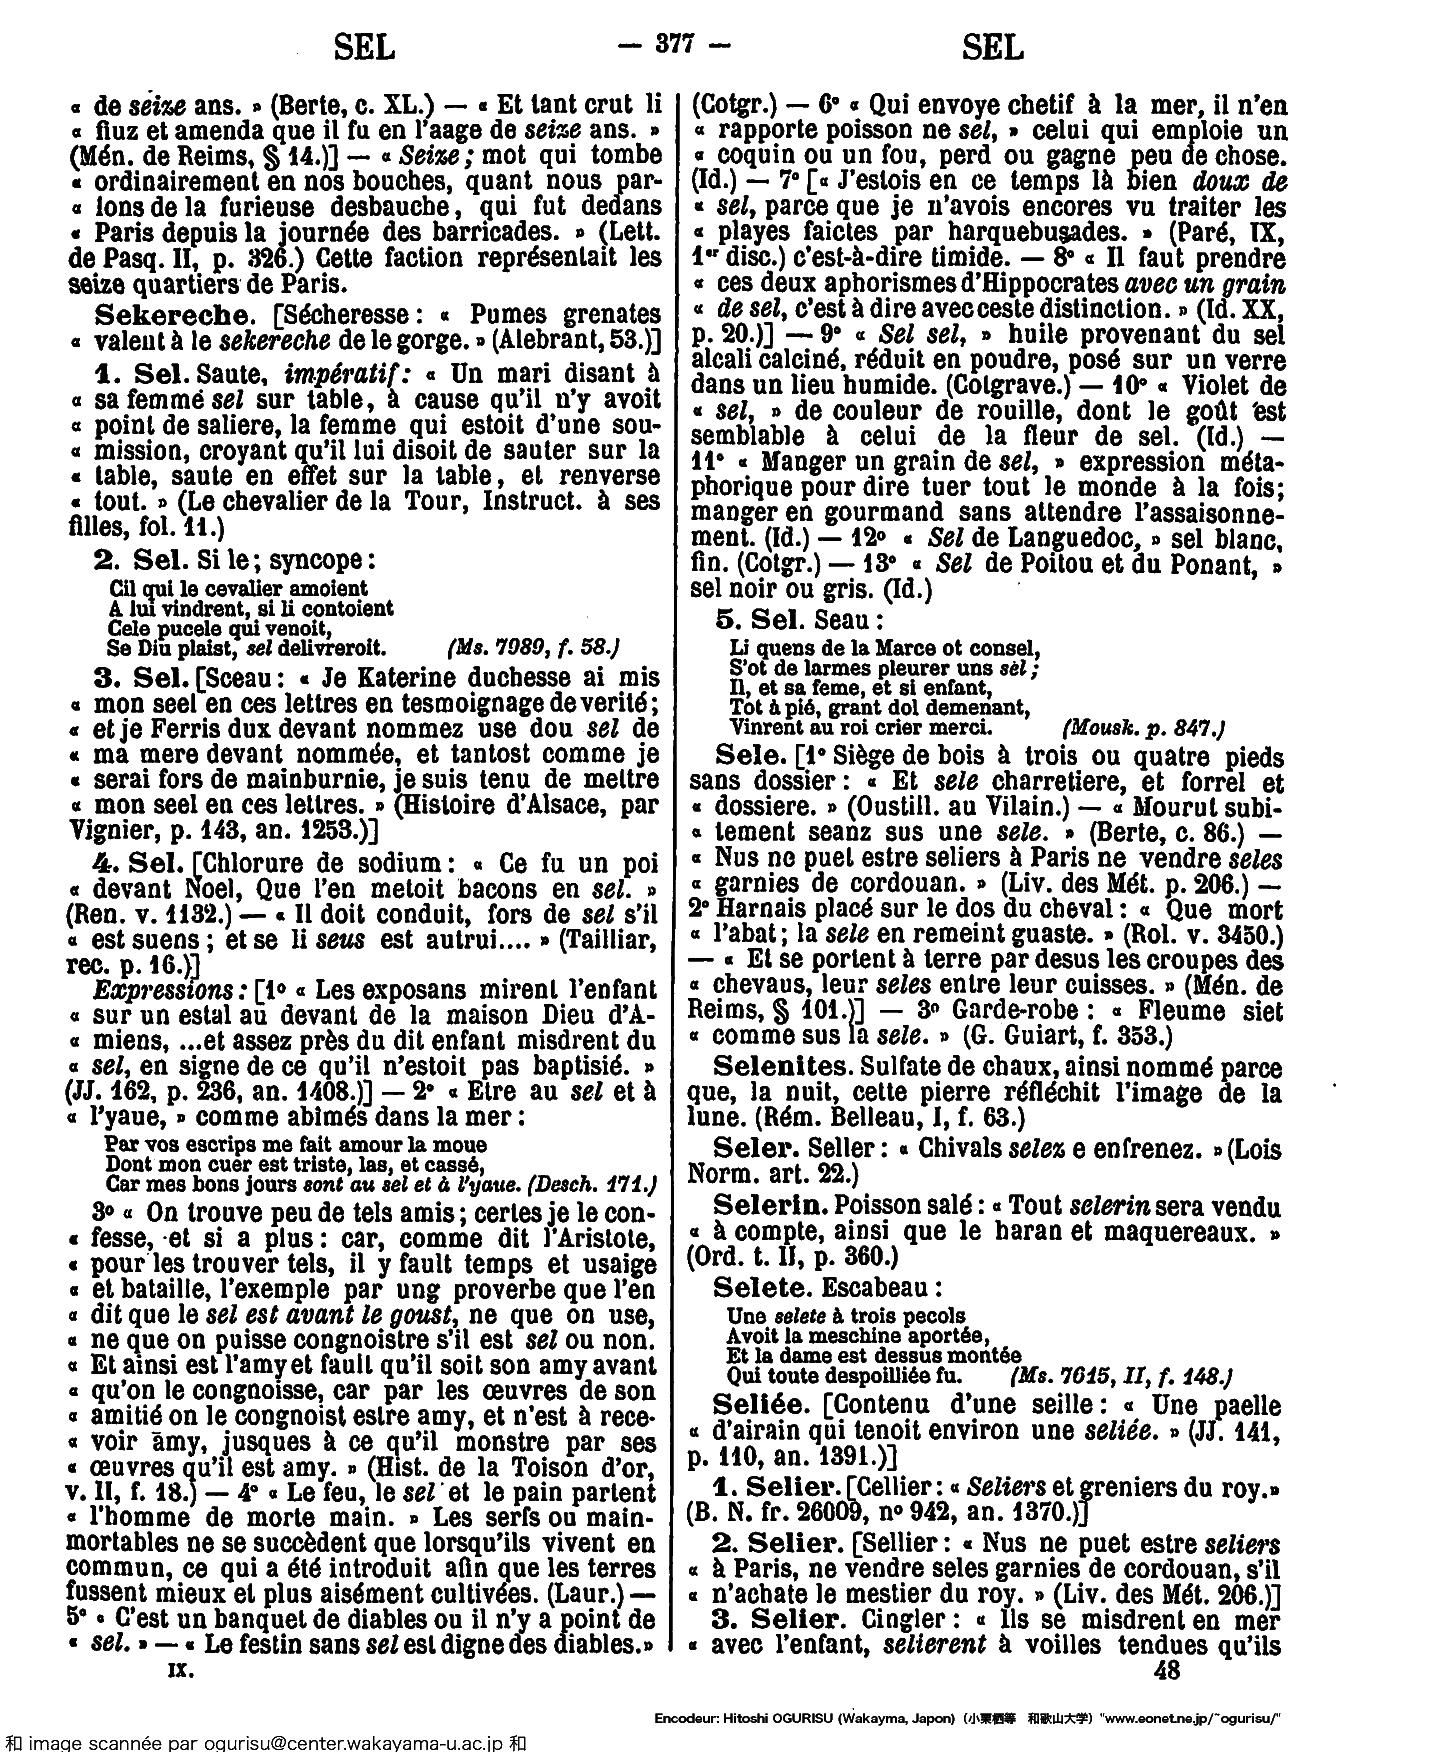 SEL — 377 — SEL
« de seize ans. » (Berte, c. XL.) — « Et tant crut li
« fluz et amenda que il fu en l'aage de seize ans. »
(Mén. de Reims, § 14.)] — « Seize ; mot qui tombe
« ordinairement en nos bouches, quant nous par-
« lons de la furieuse desbauche, qui fut dedans
« Paris depuis la journée des barricades. » (Lett.
de Pasq. II, p. 326.) Cette faction représentait les
seize quartiers de Paris.
Sekereche. [Sécheresse : « Pumes grenates
« valent à le sekereche de le gorge. » (Alebrant, 53.)]
1. Sel. Saute, impératif : « Un mari disant à
« sa femme sel sur table, à cause qu'il n'y avoit
« point de saliere, la femme qui estoit d'une sou-
« mission, croyant qu'il lui disoit de sauter sur la
« table, saute en effet sur la table, et renverse
« tout. » (Le chevalier de la Tour, Instruct. à ses
filles, fol. 11.)
2. Sel. Si le ; syncope :
Cil qui le cevalier amoient
A lui vindrent, si li contoient
Cele pucele qui venoit,
Se Diu plaist, sel delivreroit. (Ms. 7989, f. 58.)
3. Sel. [Sceau : « Je Katerine duchesse ai mis
« mon seel en ces lettres en tesmoignage de verité ;
« et je Ferris dux devant nommez use dou sel de
« ma mere devant nommée, et tantost comme je
« serai fors de mainburnie, je suis tenu de mettre
« mon seel en ces lettres. » (Histoire d'Alsace, par
Vignier, p. 143, an. 1253.)]
4. Sel. [Chlorure de sodium : « Ce fu un poi
« devant Noel, Que l'en metoit bacons en sel. »
(Ren. v. 1132.) — « Il doit conduit, fors de sel s'il
« est suens ; et se li seus est autrui.... » (Tailliar,
rec. p. 16.)]
Expressions : [1º « Les exposans mirent l'enfant
« sur un estal au devant de la maison Dieu d'A-
« miens, ...et assez près du dit enfant misdrent du
« sel, en signe de ce qu'il n'estoit pas baptisié. »
(JJ. 162, p. 236, an. 1408.)] — 2º « Etre au sel et à
« l'yaue, » comme abimés dans la mer :
Par vos escrips me fait amour la moue
Dont mon cuer est triste, las, et cassé,
Car mes bons jours sont au sel et à l'yaue. (Desch. 171.)
3º « On trouve peu de tels amis ; certes je le con-
« fesse, et si a plus : car, comme dit l'Aristote,
« pour les trouver tels, il y fault temps et usaige
« et bataille, l'exemple par ung proverbe que l'en
« dit que le sel est avant le goust, ne que on use,
« ne que on puisse congnoistre s'il est sel ou non.
« Et ainsi est l'amy et fault qu'il soit son amy avant
« qu'on le congnoisse, car par les œuvres de son
« amitié on le congnoist estre amy, et n'est à rece-
« voir āmy, jusques à ce qu'il monstre par ses
« œuvres qu'il est amy. » (Hist. de la Toison d'or,
v. II, f. 18.) — 4º « Le feu, le sel et le pain partent
« l'homme de morte main. » Les serfs ou main-
mortables ne se succèdent que lorsqu'ils vivent en
commun, ce qui a été introduit afin que les terres
fussent mieux et plus aisément cultivées. (Laur.) —
5º « C'est un banquet de diables ou il n'y a point de
« sel. » — « Le festin sans sel est digne des diables. »
IX.
(Cotgr.) — 6º « Qui envoye chetif à la mer, il n'en
« rapporte poisson ne sel, » celui qui emploie un
« coquin ou un fou, perd ou gagne peu de chose.
(Id.) — 7º [« J'estois en ce temps là bien doux de
« sel, parce que je n'avois encores vu traiter les
« playes faictes par harquebusades. » (Paré, IX,
1er disc.) c'est-à-dire timide. — 8º « Il faut prendre
« ces deux aphorismes d'Hippocrates avec un grain
« de sel, c'est à dire avec ceste distinction. » (Id. XX,
p. 20.)] — 9º « Sel sel, » huile provenant du sel
alcali calciné, réduit en poudre, posé sur un verre
dans un lieu humide. (Cotgrave.) — 10º « Violet de
« sel, » de couleur de rouille, dont le goût est
semblable à celui de la fleur de sel. (Id.) —
11º « Manger un grain de sel, » expression méta-
phorique pour dire tuer tout le monde à la fois ;
manger en gourmand sans attendre l'assaisonne-
ment. (Id.) — 12º « Sel de Languedoc, » sel blanc,
fin. (Cotgr.) — 13º « Sel de Poitou et du Ponant, »
sel noir ou gris. (Id.)
5. Sel. Seau :
Li quens de la Marce ot consel,
S'ot de larmes pleurer uns sèl ;
Il, et sa feme, et si enfant,
Tot à pié, grant dol demenant,
Vinrent au roi crier merci. (Mousk. p. 847.)
Sele. [1º Siège de bois à trois ou quatre pieds
sans dossier : « Et sele charretiere, et forrel et
« dossiere. » (Oustill. au Vilain.) — « Mourut subi-
« tement seanz sus une sele. » (Berte, c. 86.) —
« Nus ne puet estre seliers à Paris ne vendre seles
« garnies de cordouan. » (Liv. des Mét. p. 206.) —
2º Harnais placé sur le dos du cheval : « Que mort
« l'abat ; la sele en remeint guaste. » (Rol. v. 3450.)
— « Et se portent à terre par desus les croupes des
« chevaus, leur seles entre leur cuisses. » (Mén. de
Reims, § 101.)] — 3º Garde-robe : « Fleume siet
« comme sus la sele. » (G. Guiart, f. 353.)
Selenites. Sulfate de chaux, ainsi nommé parce
que, la nuit, cette pierre réfléchit l'image de la
lune. (Rém. Belleau, I, f. 63.)
Seler. Seller : « Chivals selez e enfrenez. » (Lois
Norm. art. 22.)
Selerin. Poisson salé : « Tout selerin sera vendu
« à compte, ainsi que le haran et maquereaux. »
(Ord. t. II, p. 360.)
Selete. Escabeau :
Une selete à trois pecols
Avoit la meschine aportée,
Et la dame est dessus montée
Qui toute despoilliée fu. (Ms. 7615, II, f. 148.)
Seliée. [Contenu d'une seille : « Une paelle
« d'airain qui tenoit environ une seliée. » (JJ. 141,
p. 110, an. 1391.)]
1. Selier. [Cellier : « Seliers et greniers du roy. »
(B. N. fr. 26009, nº 942, an. 1370.)]
2. Selier. [Sellier : « Nus ne puet estre seliers
« à Paris, ne vendre seles garnies de cordouan, s'il
« n'achate le mestier du roy. » (Liv. des Mét. 206.)]
3. Selier. Cingler : « Ils se misdrent en mer
« avec l'enfant, selierent à voilles tendues qu'ils
48
Encodeur: Hitoshi OGURISU (Wakayma, Japon) (小栗栖等 和歌山大学) "www.eonet.ne.jp/~ogurisu/"
和 image scannée par ogurisu@center.wakayama-u.ac.jp 和